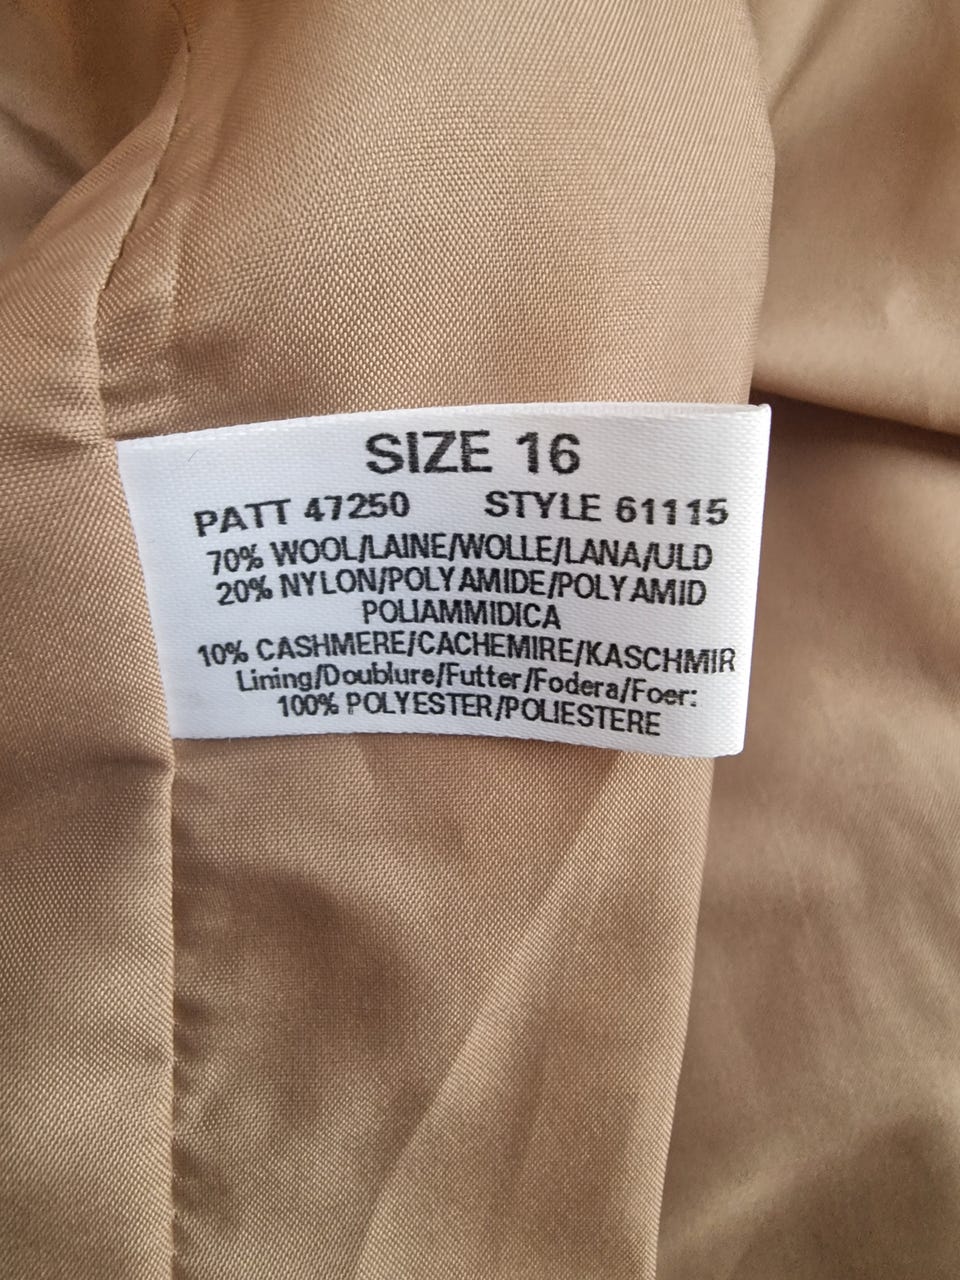 SIZE 16
PATT 47250 STYLE 61115
70% WOOL/LAINE/WOLLE/LANA/ULD
20% NYLON/POLYAMIDE/POLYAMID
POLIAMMIDICA
10% CASHMERE/CACHEMIRE/KASCHMIR
Lining/Doublure/Futter/Fodera/Foer:
100% POLYESTER/POLIESTERE